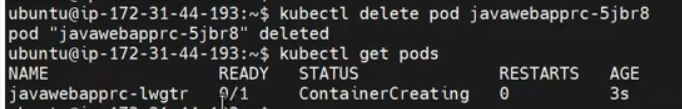 ubuntu@ip-172-31-44-193:~$ kubectl delete pod javawebapprc-5jbr8
pod "javawebapprc-5jbr8" deleted
ubuntu@ip-172-31-44-193:~$ kubectl get pods
NAME READY STATUS RESTARTS AGE
javawebapprc-lwgtr 0/1 ContainerCreating 0 3s